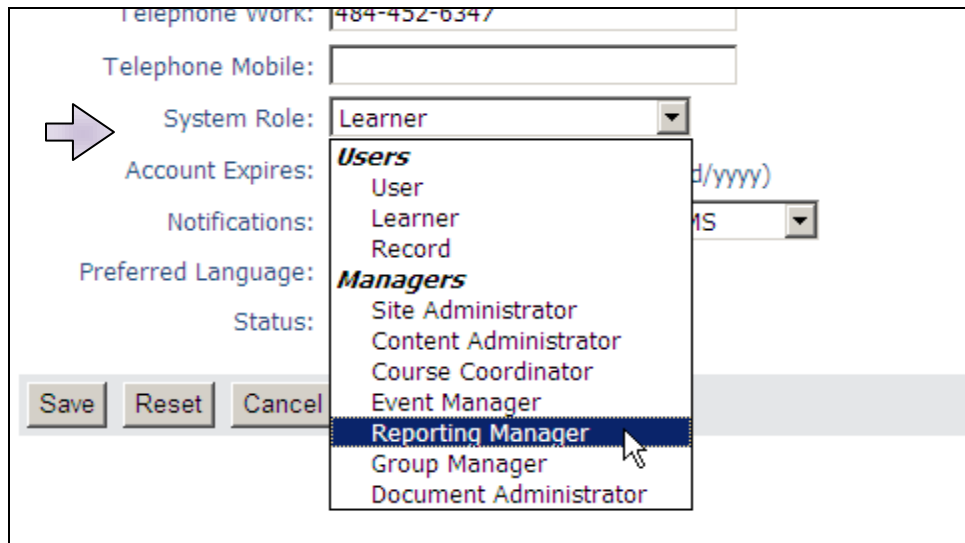 Telephone Work: 484-452-6347
Telephone Mobile:
System Role: Learner
Users
Account Expires: d/yyyy)
User
Notifications: Learner MS
Record
Preferred Language:
Managers
Site Administrator
Status:
Content Administrator
Course Coordinator
Save Reset Cancel Event Manager
Reporting Manager
Group Manager
Document Administrator